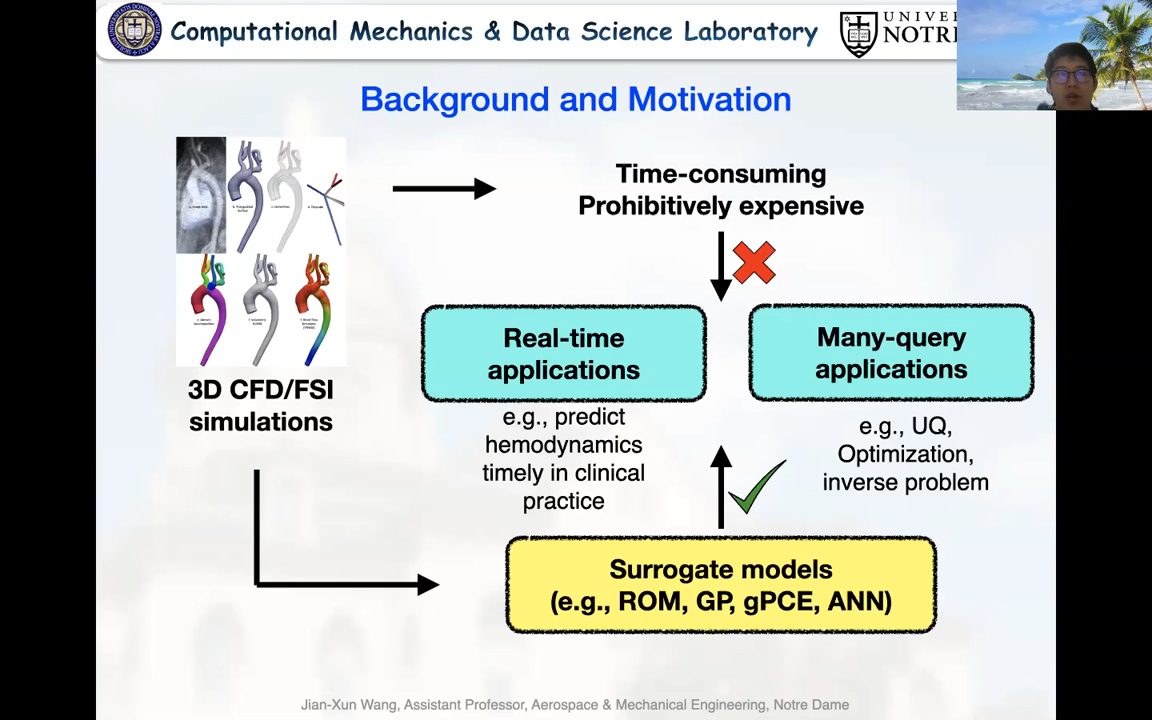 Computational Mechanics & Data Science Laboratory
UNIVER
NOTR
Background and Motivation
Time-consuming
Prohibitively expensive
Real-time
applications
Many-query
applications
3D CFD/FSI
simulations
e.g., predict
hemodynamics
timely in clinical
practice
e.g., UQ,
Optimization,
inverse problem
Surrogate models
(e.g., ROM, GP, gPCE, ANN)
Jian-Xun Wang, Assistant Professor, Aerospace & Mechanical Engineering, Notre Dame